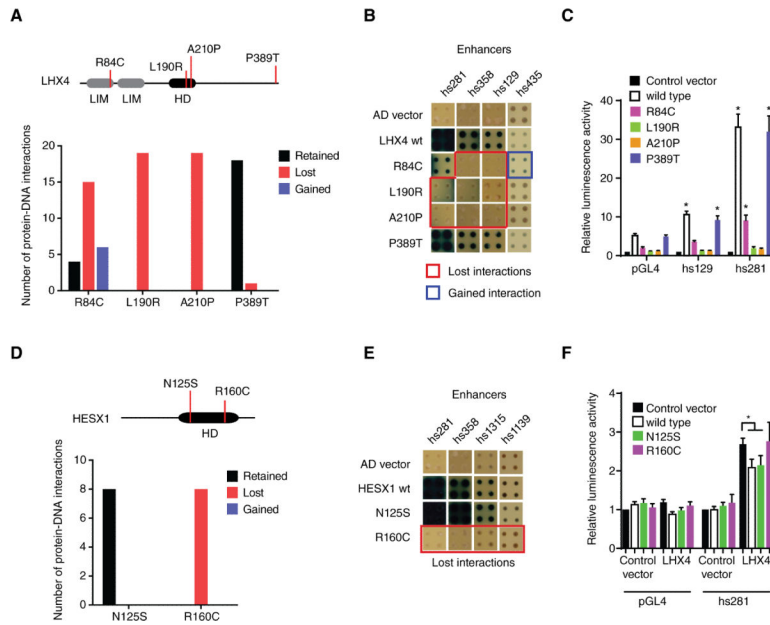 A
R84C
L190R
A210P
P389T
LHX4
LIM
LIM
HD
Number of protein-DNA interactions
20
15
10
5
0
Retained
Lost
Gained
R84C
L190R
A210P
P389T
B
Enhancers
hs281
hs358
hs129
hs435
AD vector
LHX4 wt
R84C
L190R
A210P
P389T
Lost interactions
Gained interaction
C
Relative luminescence activity
40
30
20
10
0
Control vector
wild type
R84C
L190R
A210P
P389T
*
*
*
*
*
pGL4
hs129
hs281
D
N125S
R160C
HESX1
HD
Number of protein-DNA interactions
10
8
6
4
2
0
Retained
Lost
Gained
N125S
R160C
E
Enhancers
hs281
hs358
hs1315
hs1139
AD vector
HESX1 wt
N125S
R160C
Lost interactions
F
Relative luminescence activity
4
3
2
1
0
Control vector
wild type
N125S
R160C
*
Control vector
LHX4
Control vector
LHX4
pGL4
hs281